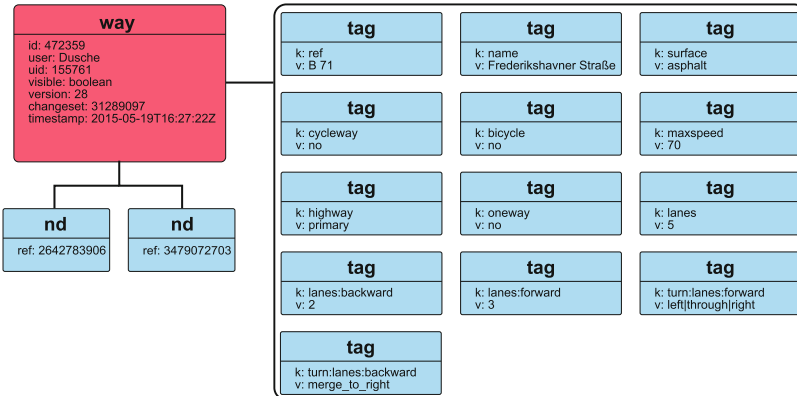 way
id: 472359
user: Dusche
uid: 155761
visible: boolean
version: 28
changeset: 31289097
timestamp: 2015-05-19T16:27:22Z
nd
ref: 2642783906
nd
ref: 3479072703
tag
k: ref
v: B 71
tag
k: name
v: Frederikshavner Straße
tag
k: surface
v: asphalt
tag
k: cycleway
v: no
tag
k: bicycle
v: no
tag
k: maxspeed
v: 70
tag
k: highway
v: primary
tag
k: oneway
v: no
tag
k: lanes
v: 5
tag
k: lanes:backward
v: 2
tag
k: lanes:forward
v: 3
tag
k: turn:lanes:forward
v: left|through|right
tag
k: turn:lanes:backward
v: merge_to_right